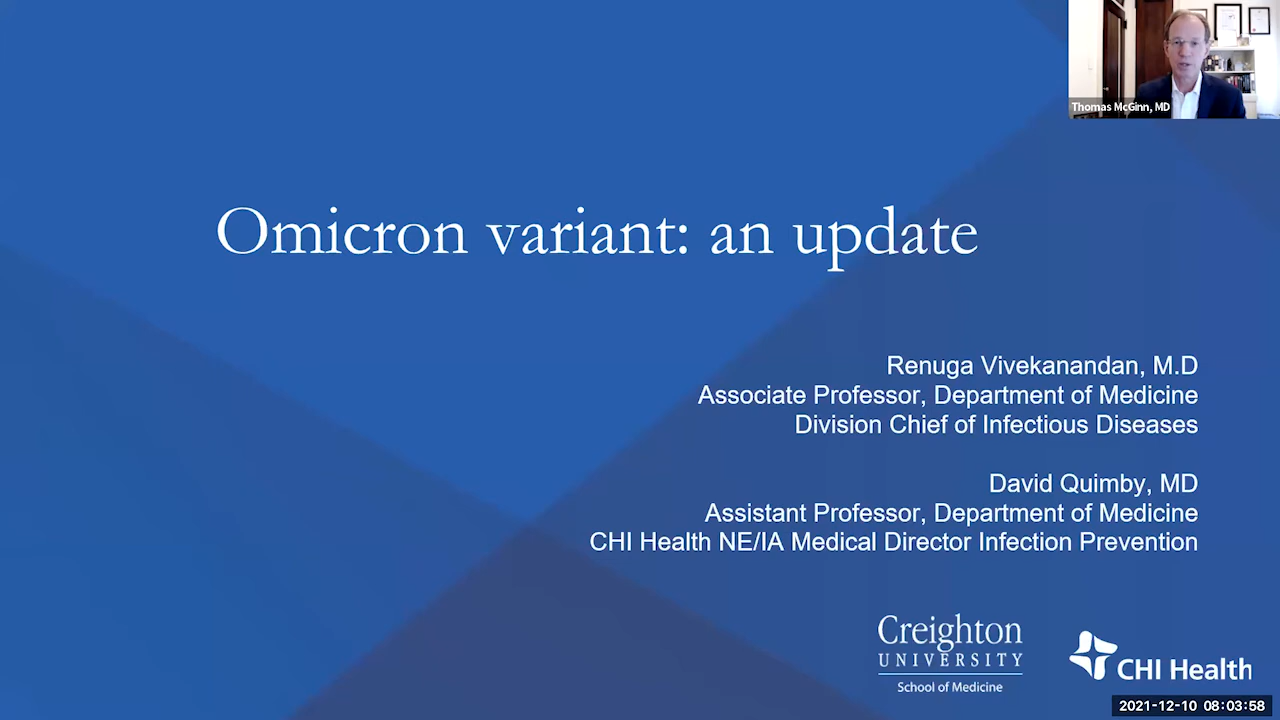 Thomas McGinn, MD
Omicron variant: an update
Renuga Vivekanandan, M.D
Associate Professor, Department of Medicine
Division Chief of Infectious Diseases
David Quimby, MD
Assistant Professor, Department of Medicine
CHI Health NE/IA Medical Director Infection Prevention
Creighton
UNIVERSITY
School of Medicine
CHI Health
2021-12-10 08:03:58